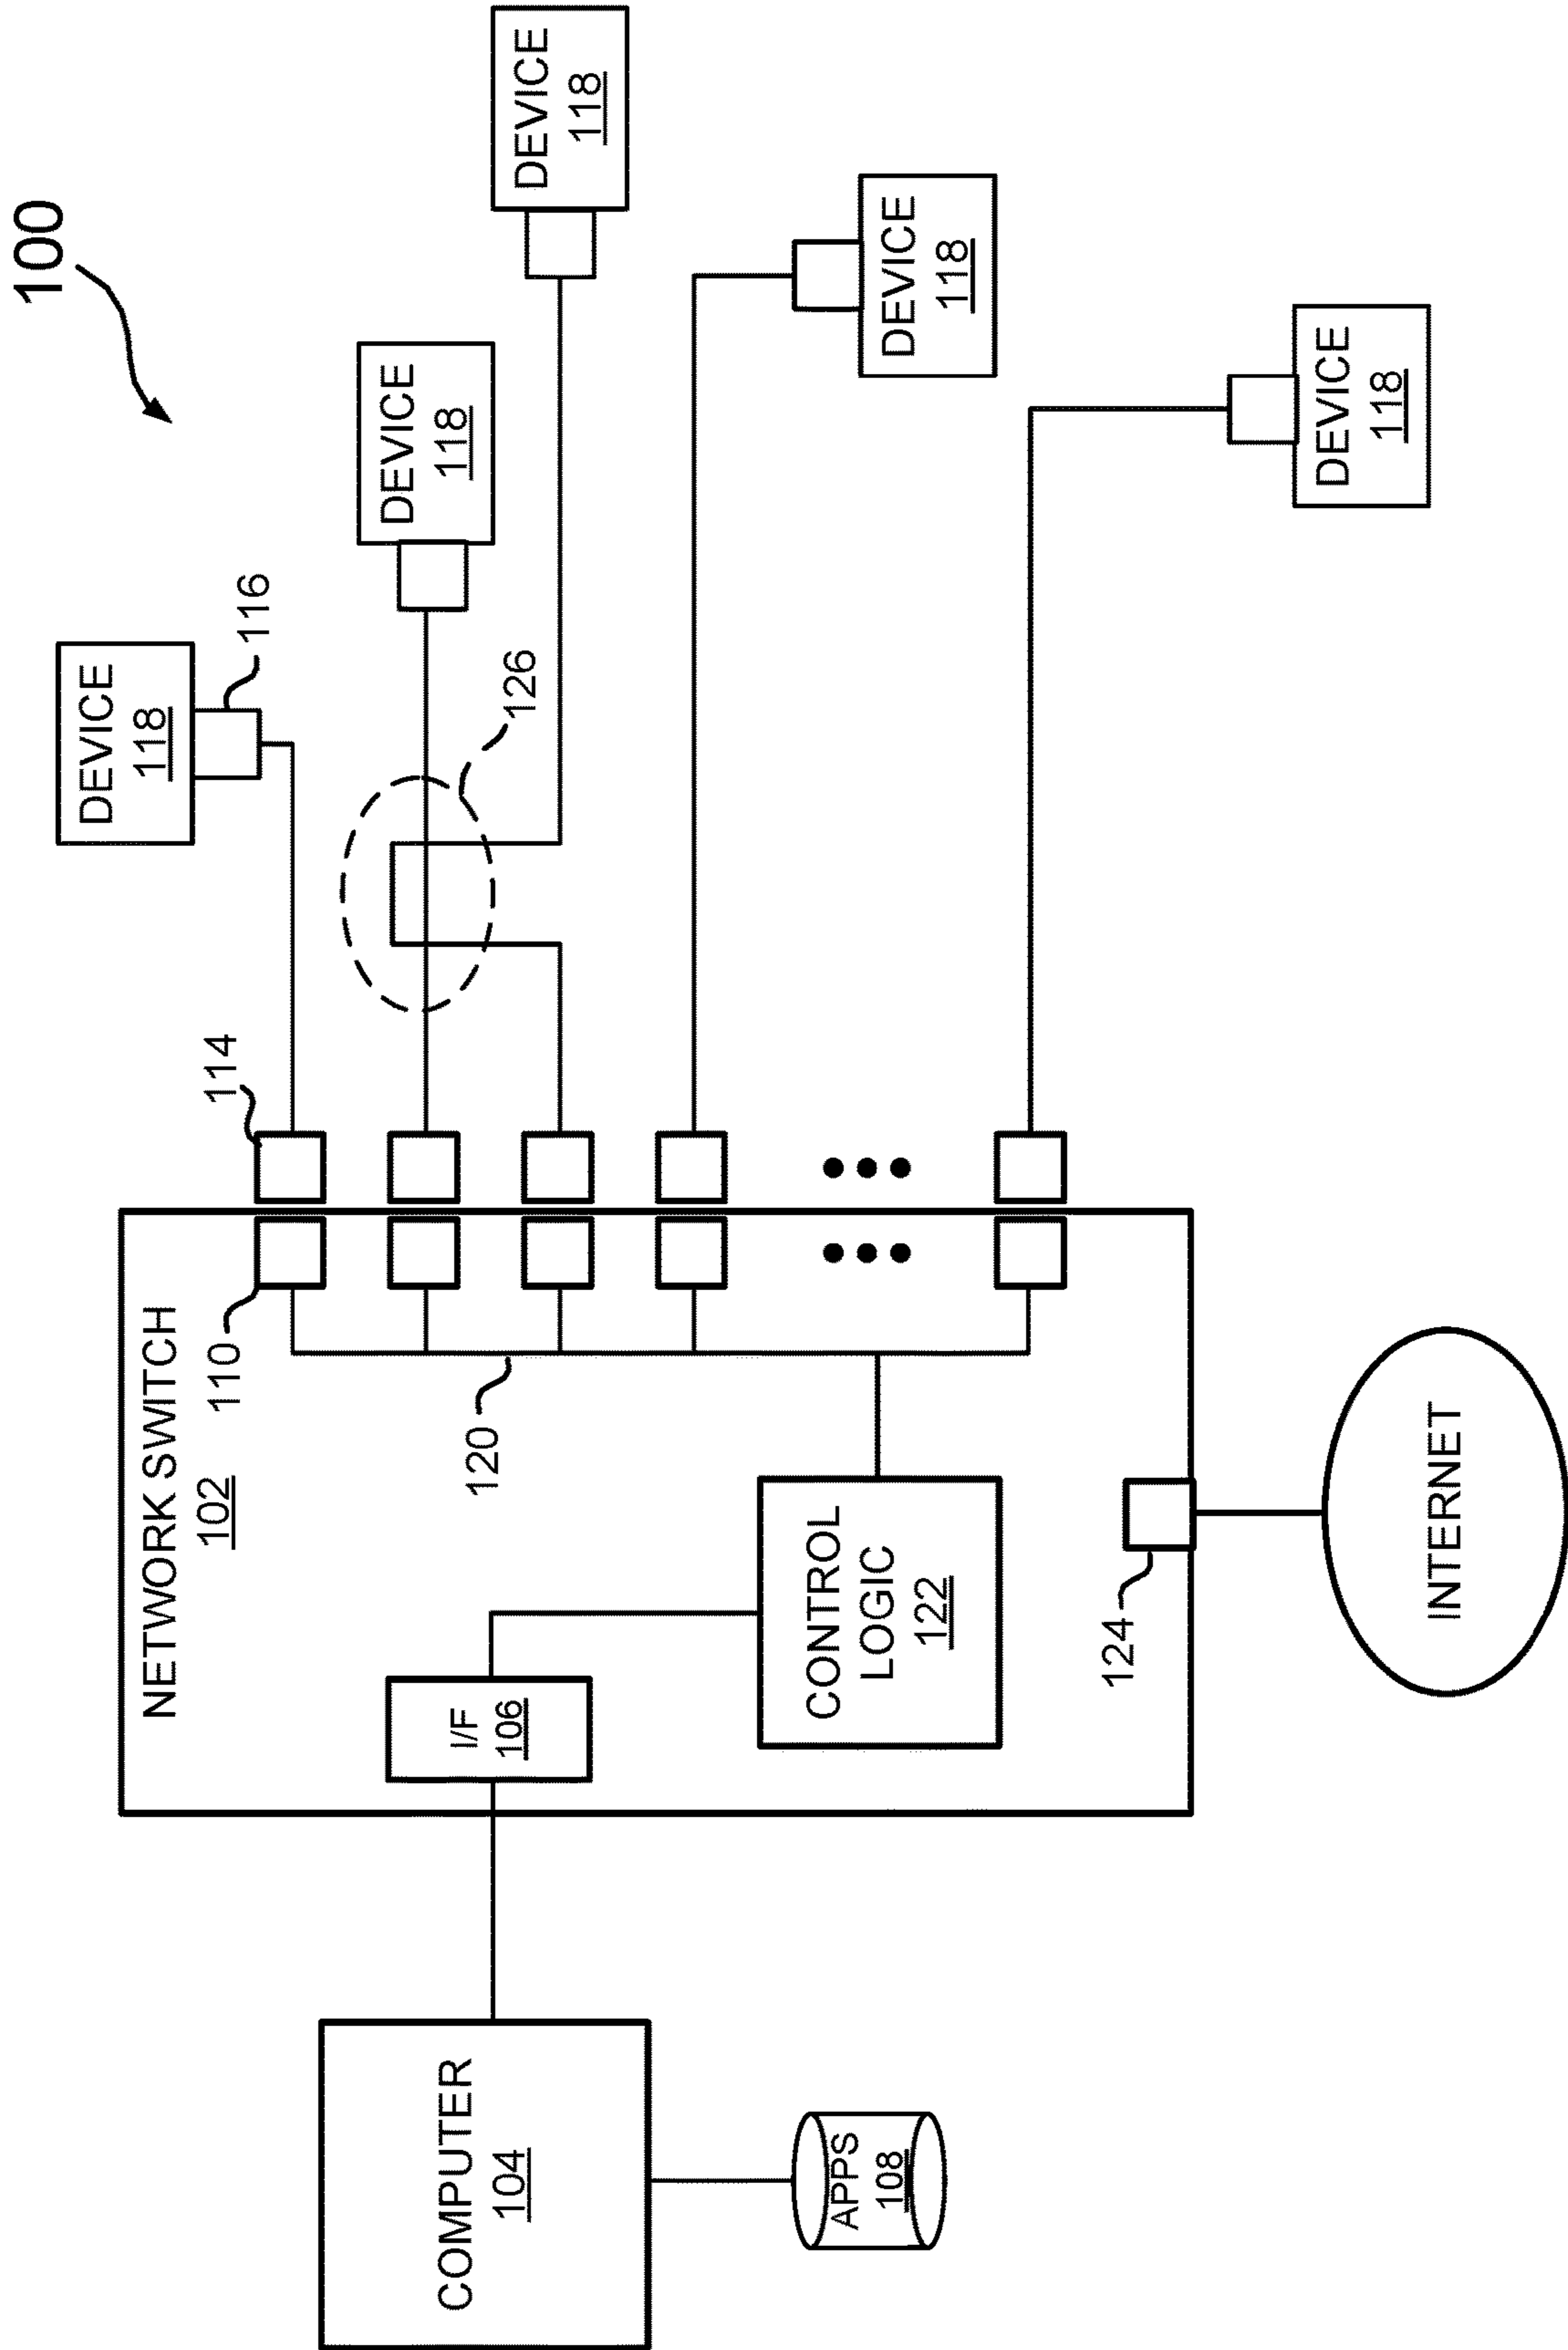 100
DEVICE
118
116
DEVICE
118
DEVICE
118
126
114
DEVICE
118
DEVICE
118
NETWORK SWITCH
102
110
120
I/F
106
CONTROL
LOGIC
122
124
COMPUTER
104
APPS
108
INTERNET